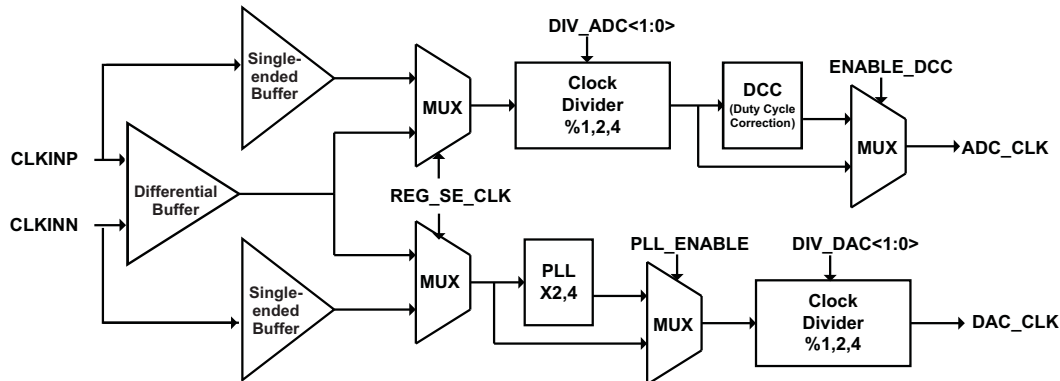 DIV_ADC<1:0>
Single-
ended
Buffer
MUX
Clock
Divider
%1,2,4
DCC
(Duty Cycle
Correction)
ENABLE_DCC
MUX
ADC_CLK
CLKINP
CLKINN
Differential
Buffer
REG_SE_CLK
Single-
ended
Buffer
MUX
PLL
X2,4
PLL_ENABLE
MUX
DIV_DAC<1:0>
Clock
Divider
%1,2,4
DAC_CLK